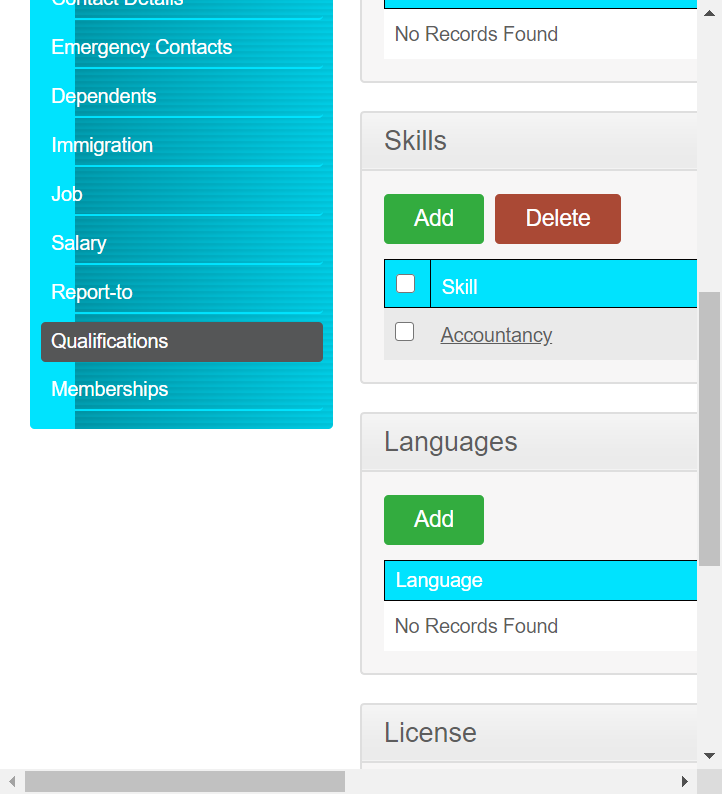 Contact Details
Emergency Contacts
Dependents
Immigration
Job
Salary
Report-to
Qualifications
Memberships
No Records Found
Skills
Add Delete
Skill
Accountancy
Languages
Add
Language
No Records Found
License